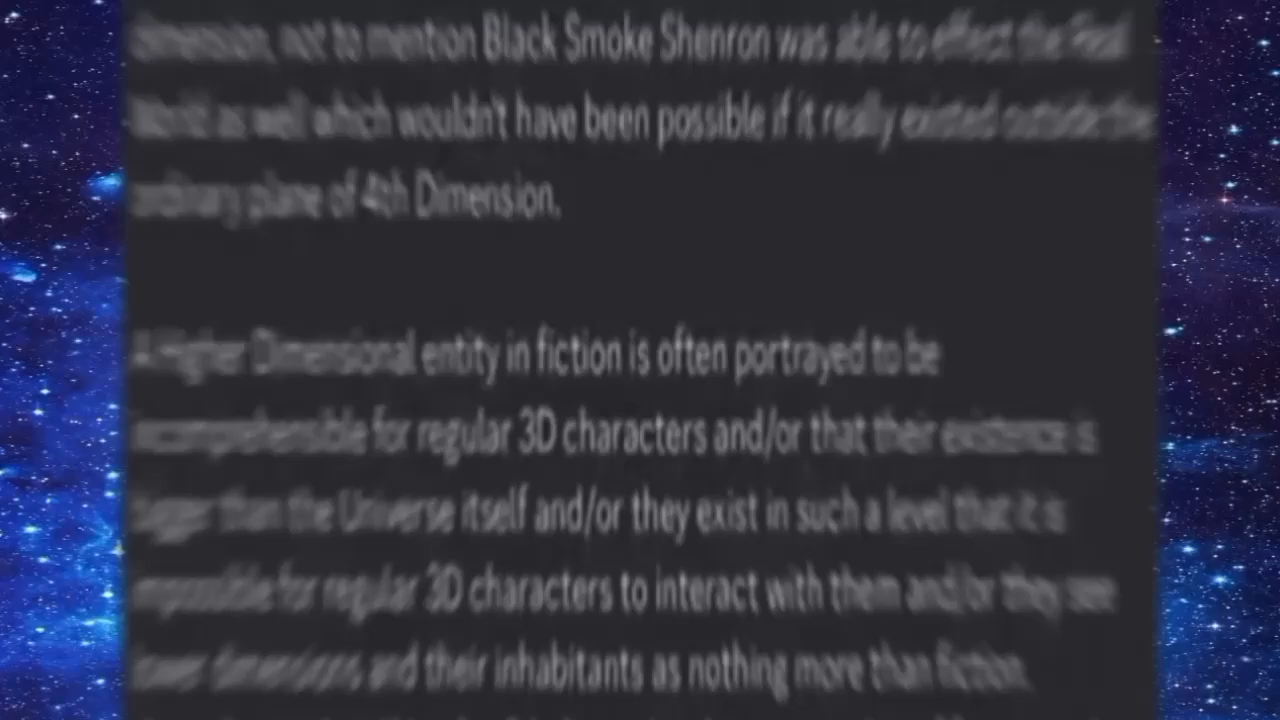 dimension, not to mention Black Smoke Shenron was able to effect the Real
World as well which wouldn't have been possible if it really existed outside the
ordinary plane of 4th Dimension.
A Higher Dimensional entity in fiction is often portrayed to be
incomprehensible for regular 3D characters and/or that their existence is
bigger than the Universe itself and/or they exist in such a level that it is
impossible for regular 3D characters to interact with them and/or they see
lower dimensions and their inhabitants as nothing more than fiction.